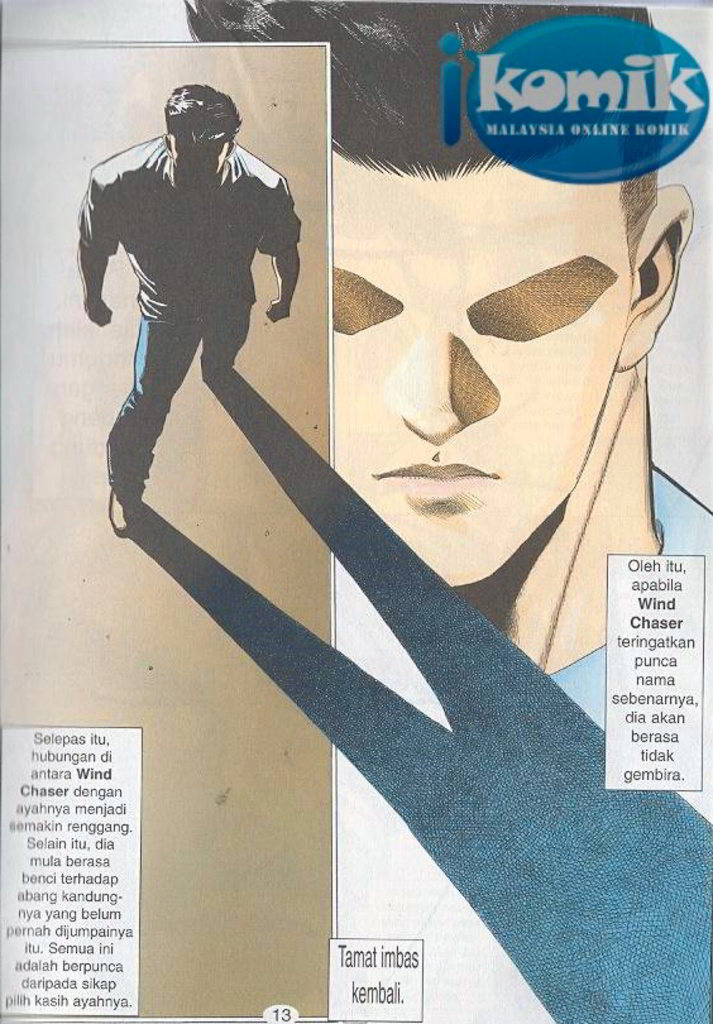 ikomik
MALAYSIA ONLINE KOMIK
Oleh itu,
apabila
Wind
Chaser
teringatkan
punca
nama
sebenarnya,
dia akan
berasa
tidak
gembira.
Selepas itu,
hubungan di
antara Wind
Chaser dengan
ayahnya menjadi
semakin renggang.
Selain itu, dia
mula berasa
benci terhadap
abang kandung-
nya yang belum
pernah dijumpainya
itu. Semua ini
adalah berpunca
daripada sikap
pilih kasih ayahnya.
Tamat imbas
kembali.
13